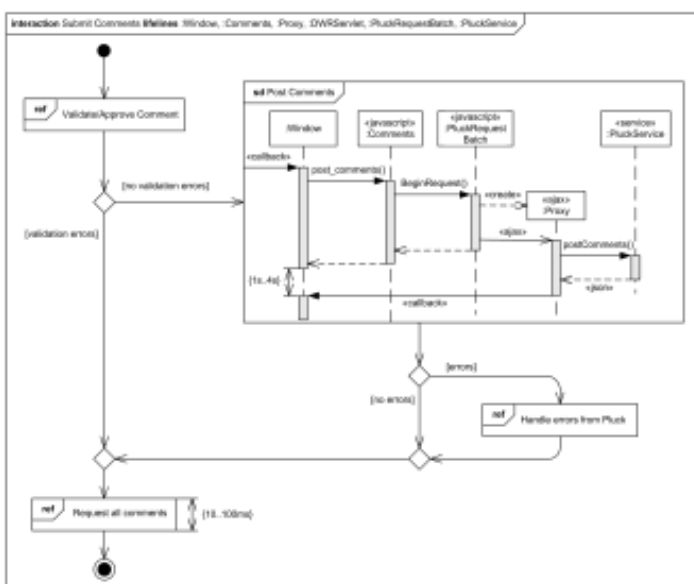 interaction Submit Comments lifelines :Window, :Comments, :Proxy, :DWRServlet, :PluckRequestBatch, :PluckService
ref
Validate/Approve Comment
sd Post Comments
:Window
«javascript»
:Comments
«javascript»
:PluckRequest
Batch
«service»
:PluckService
«callback»
post_comments()
BeginRequest()
«create»
«ajax»
:Proxy
[no validation errors]
[validation errors]
«ajax»
postComments()
{1s..4s}
«json»
«callback»
[errors]
[no errors]
ref
Handle errors from Pluck
ref
Request all comments
{10..100ms}